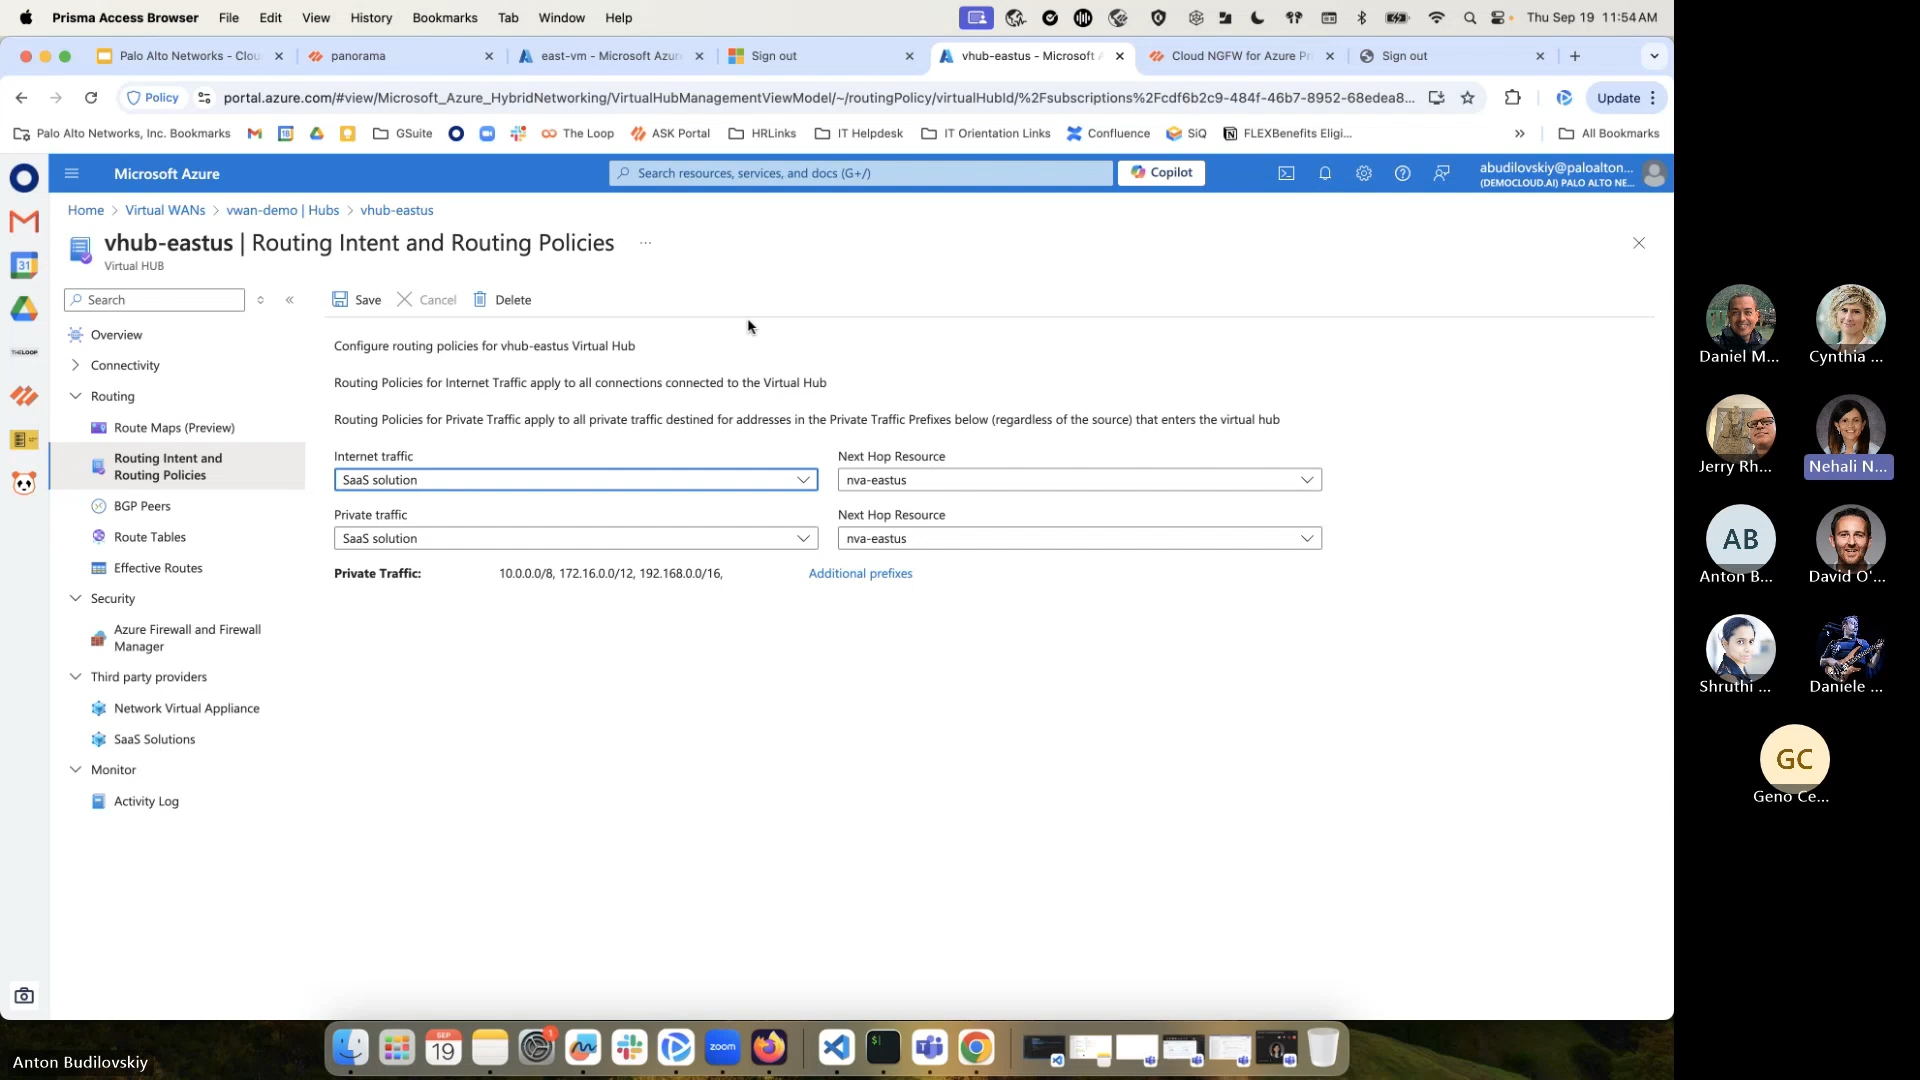 Prisma Access Browser File Edit View History Bookmarks Tab Window Help Thu Sep 19 11:54 AM
Palo Alto Networks - Clou panorama east-vm - Microsoft Azur Sign out vhub-eastus - Microsoft Cloud NGFW for Azure Pr Sign out
Policy portal.azure.com/#view/Microsoft_Azure_HybridNetworking/VirtualHubManagementViewModel/~/routingPolicy/virtualHubId/%2Fsubscriptions%2Fcdf6b2c9-484f-46b7-8952-68edea8... Update
Palo Alto Networks, Inc. Bookmarks GSuite The Loop ASK Portal HRLinks IT Helpdesk IT Orientation Links Confluence SiQ FLEXBenefits Eligi... » All Bookmarks
Microsoft Azure Search resources, services, and docs (G+/) Copilot abudilovskiy@paloalton...
(DEMOCLOUD.AI) PALO ALTO NE...
Home > Virtual WANs > vwan-demo | Hubs > vhub-eastus
vhub-eastus | Routing Intent and Routing Policies ...
Virtual HUB
Search «
Save Cancel Delete
Overview
Connectivity
Routing
Route Maps (Preview)
Routing Intent and
Routing Policies
BGP Peers
Route Tables
Effective Routes
Security
Azure Firewall and Firewall
Manager
Third party providers
Network Virtual Appliance
SaaS Solutions
Monitor
Activity Log
Configure routing policies for vhub-eastus Virtual Hub
Routing Policies for Internet Traffic apply to all connections connected to the Virtual Hub
Routing Policies for Private Traffic apply to all private traffic destined for addresses in the Private Traffic Prefixes below (regardless of the source) that enters the virtual hub
Internet traffic Next Hop Resource
SaaS solution nva-eastus
Private traffic Next Hop Resource
SaaS solution nva-eastus
Private Traffic: 10.0.0.0/8, 172.16.0.0/12, 192.168.0.0/16, Additional prefixes
31
THELOOP
Daniel M... Cynthia ...
Jerry Rh... Nehali N...
AB
Anton B... David O'...
Shruthi ... Daniele ...
GC
Geno Ce...
SEP
19
1
zoom
$
Anton Budilovskiy